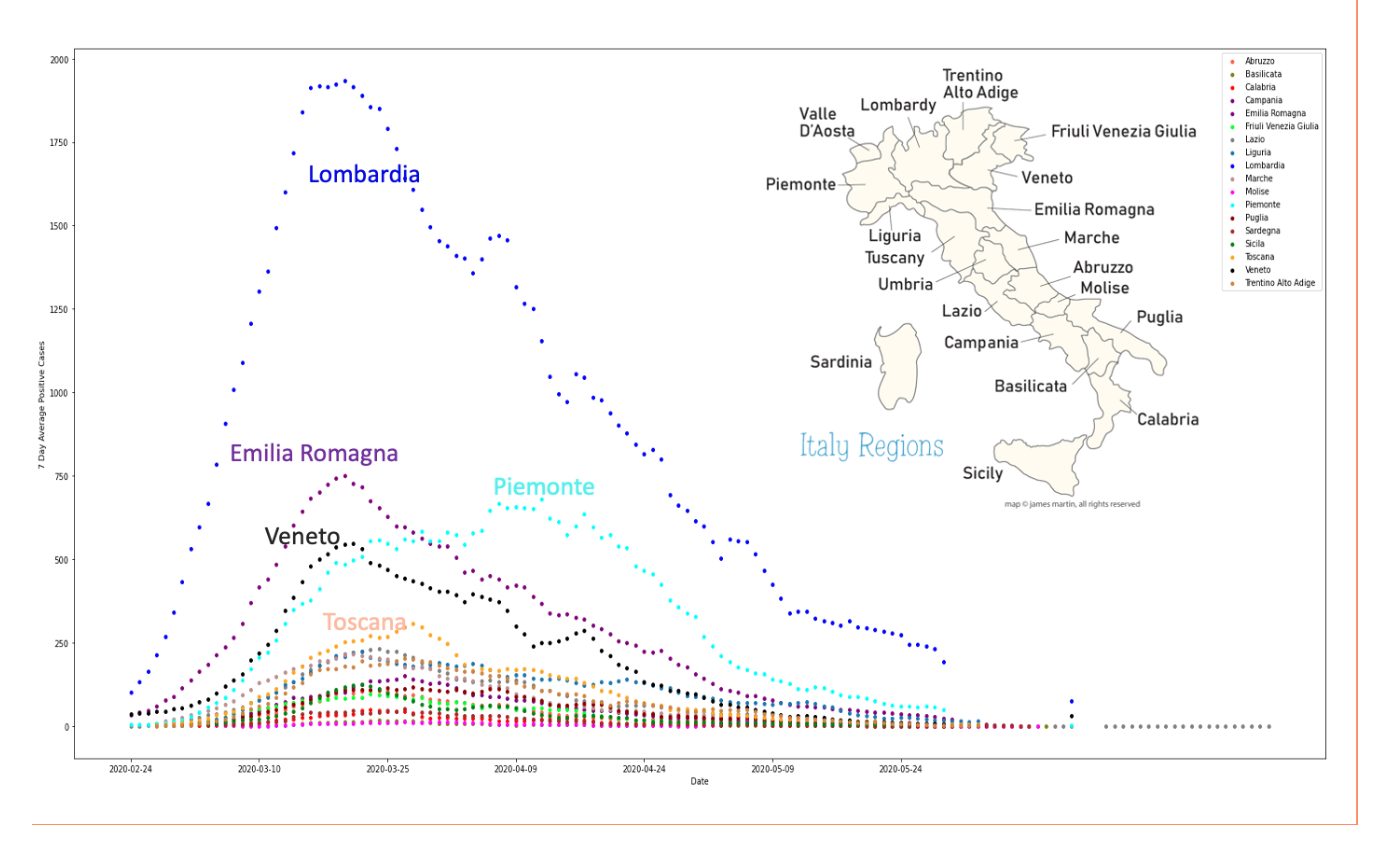 2000
1750
1500
1250
1000
750
500
250
0
7 Day Average Positive Cases
2020-02-24
2020-03-10
2020-03-25
2020-04-09
2020-04-24
2020-05-09
2020-05-24
Date
Lombardia
Emilia Romagna
Piemonte
Veneto
Toscana
Trentino
Alto Adige
Lombardy
Valle
D'Aosta
Friuli Venezia Giulia
Piemonte
Veneto
Emilia Romagna
Liguria
Marche
Tuscany
Abruzzo
Umbria
Molise
Lazio
Puglia
Campania
Sardinia
Basilicata
Calabria
Italy Regions
Sicily
map © james martin, all rights reserved
Abruzzo
Basilicata
Calabria
Campania
Emilia Romagna
Friuli Venezia Giulia
Lazio
Liguria
Lombardia
Marche
Molise
Piemonte
Puglia
Sardegna
Sicila
Toscana
Veneto
Trentino Alto Adige